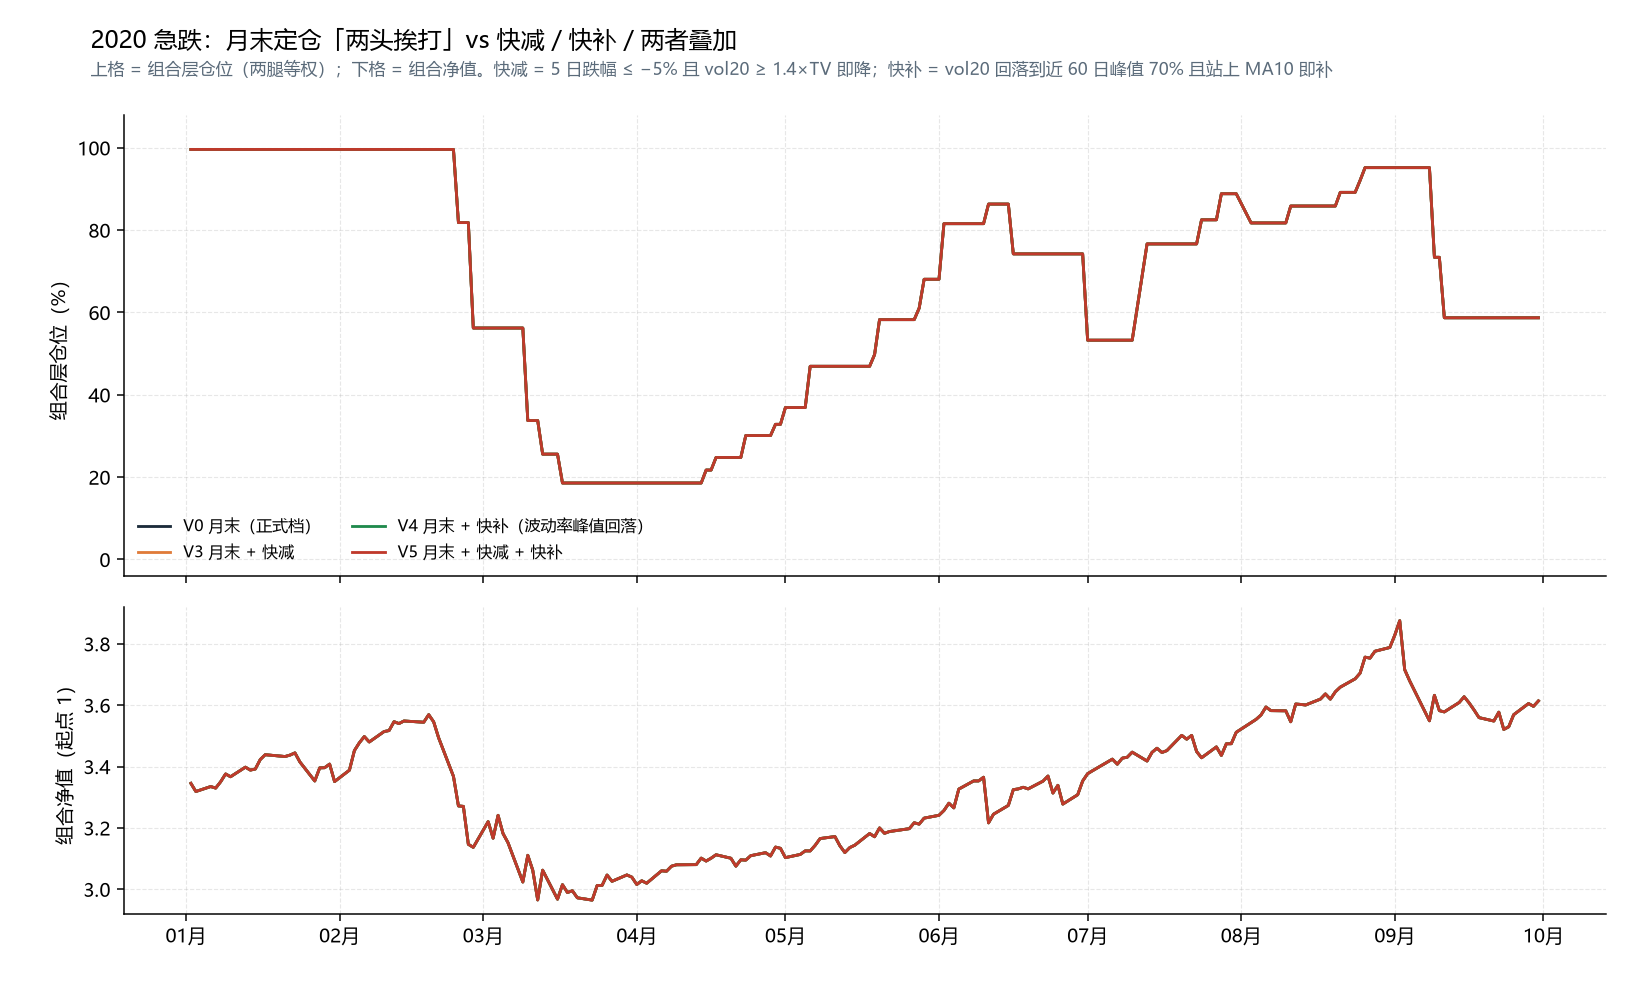 2020 急跌：月末定仓「两头挨打」vs 快减 / 快补 / 两者叠加
上格 = 组合层仓位（两腿等权）；下格 = 组合净值。快减 = 5 日跌幅 ≤ −5% 且 vol20 ≥ 1.4×TV 即降；快补 = vol20 回落到近 60 日峰值 70% 且站上 MA10 即补
组合层仓位（%）
100
80
60
40
20
0
V0 月末（正式档）
V3 月末 + 快减
V4 月末 + 快补（波动率峰值回落）
V5 月末 + 快减 + 快补
组合净值（起点 1）
3.8
3.6
3.4
3.2
3.0
01月
02月
03月
04月
05月
06月
07月
08月
09月
10月